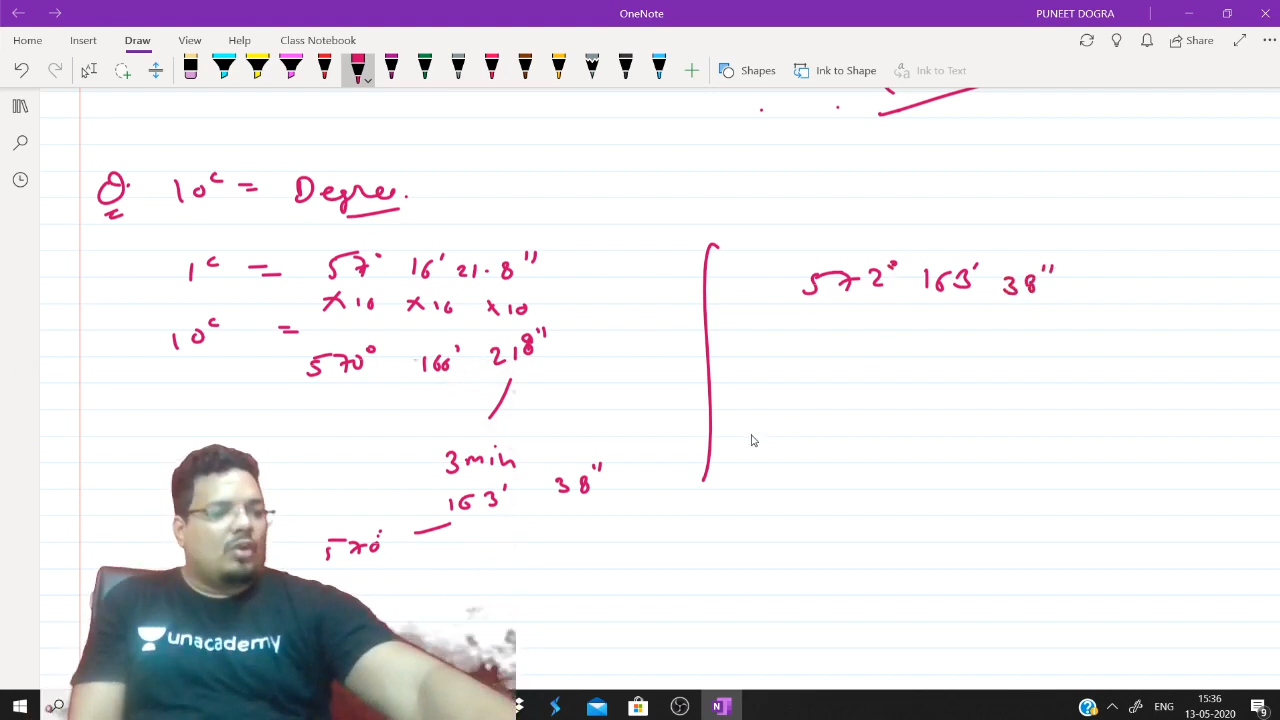 OneNote
PUNEET DOGRA
Home Insert Draw View Help Class Notebook
Share
Shapes Ink to Shape Ink to Text
Q. 10ᶜ = Degree.
1ᶜ = 57° 16' 21.8"
×10 ×10 ×10
10ᶜ =
570° 160' 218"
3 min
163' 38"
570°
572° 163' 38"
unacademy
ENG
15:36
13-05-2020
9